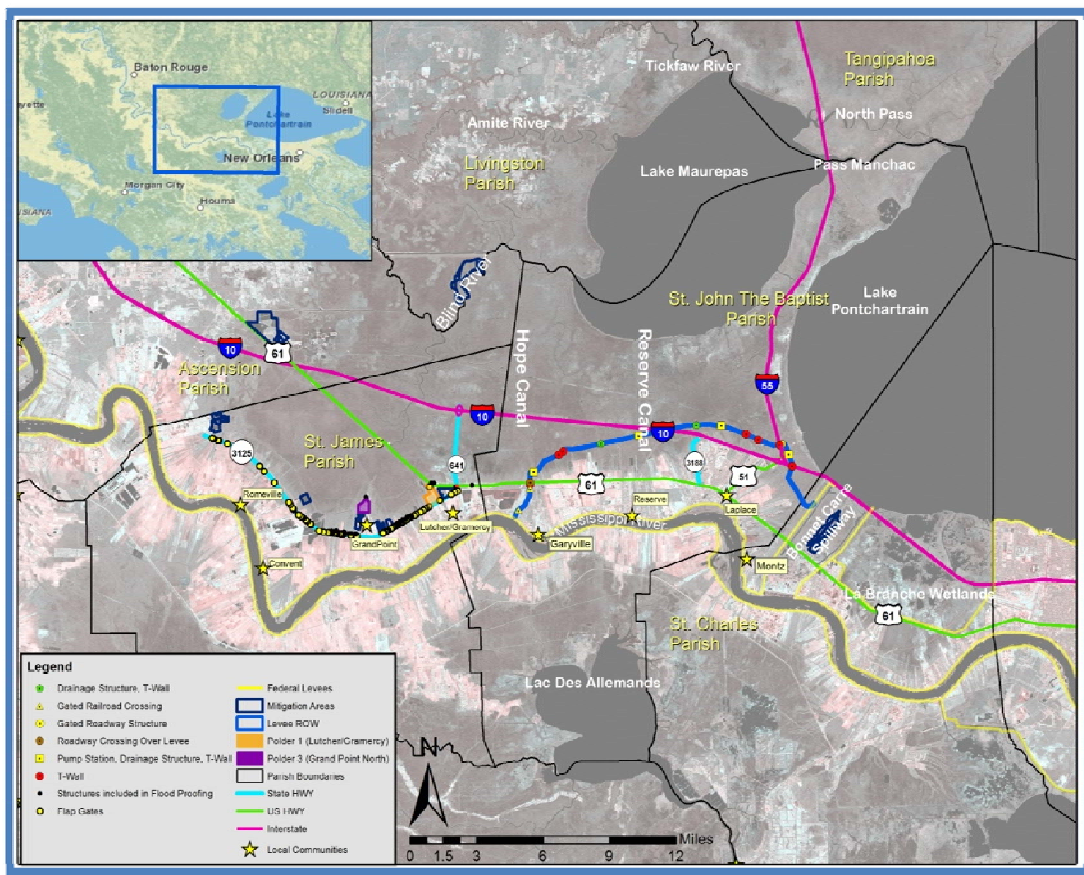 Baton Rouge
LOUISIANA
Slidell
Lake
Pontchartrain
New Orleans
Morgan City
Houma
Tickfaw River
Tangipahoa
Parish
North Pass
Amite River
Livingston
Parish
Lake Maurepas
Pass Manchac
Blind River
St. John The Baptist
Parish
Lake
Pontchartrain
Hope Canal
Reserve Canal
10
61
Ascension
Parish
55
10
10
St. James
Parish
3125
641
3188
51
61
Romeville
Reserve
Laplace
Lutcher/Gramercy
Mississippi River
GrandPoint
Garyville
Bonnet Carre
Spillway
Convent
Montz
La Branche Wetlands
61
St. Charles
Parish
Lac Des Allemands
Legend
Drainage Structure, T-Wall
Gated Railroad Crossing
Gated Roadway Structure
Roadway Crossing Over Levee
Pump Station, Drainage Structure, T-Wall
T-Wall
Structures included in Flood Proofing
Flap Gates
Federal Levees
Mitigation Areas
Levee ROW
Polder 1 (Lutcher/Gramercy)
Polder 3 (Grand Point North)
Parish Boundaries
State HWY
US HWY
Interstate
Local Communities
N
Miles
0 1.5 3 6 9 12